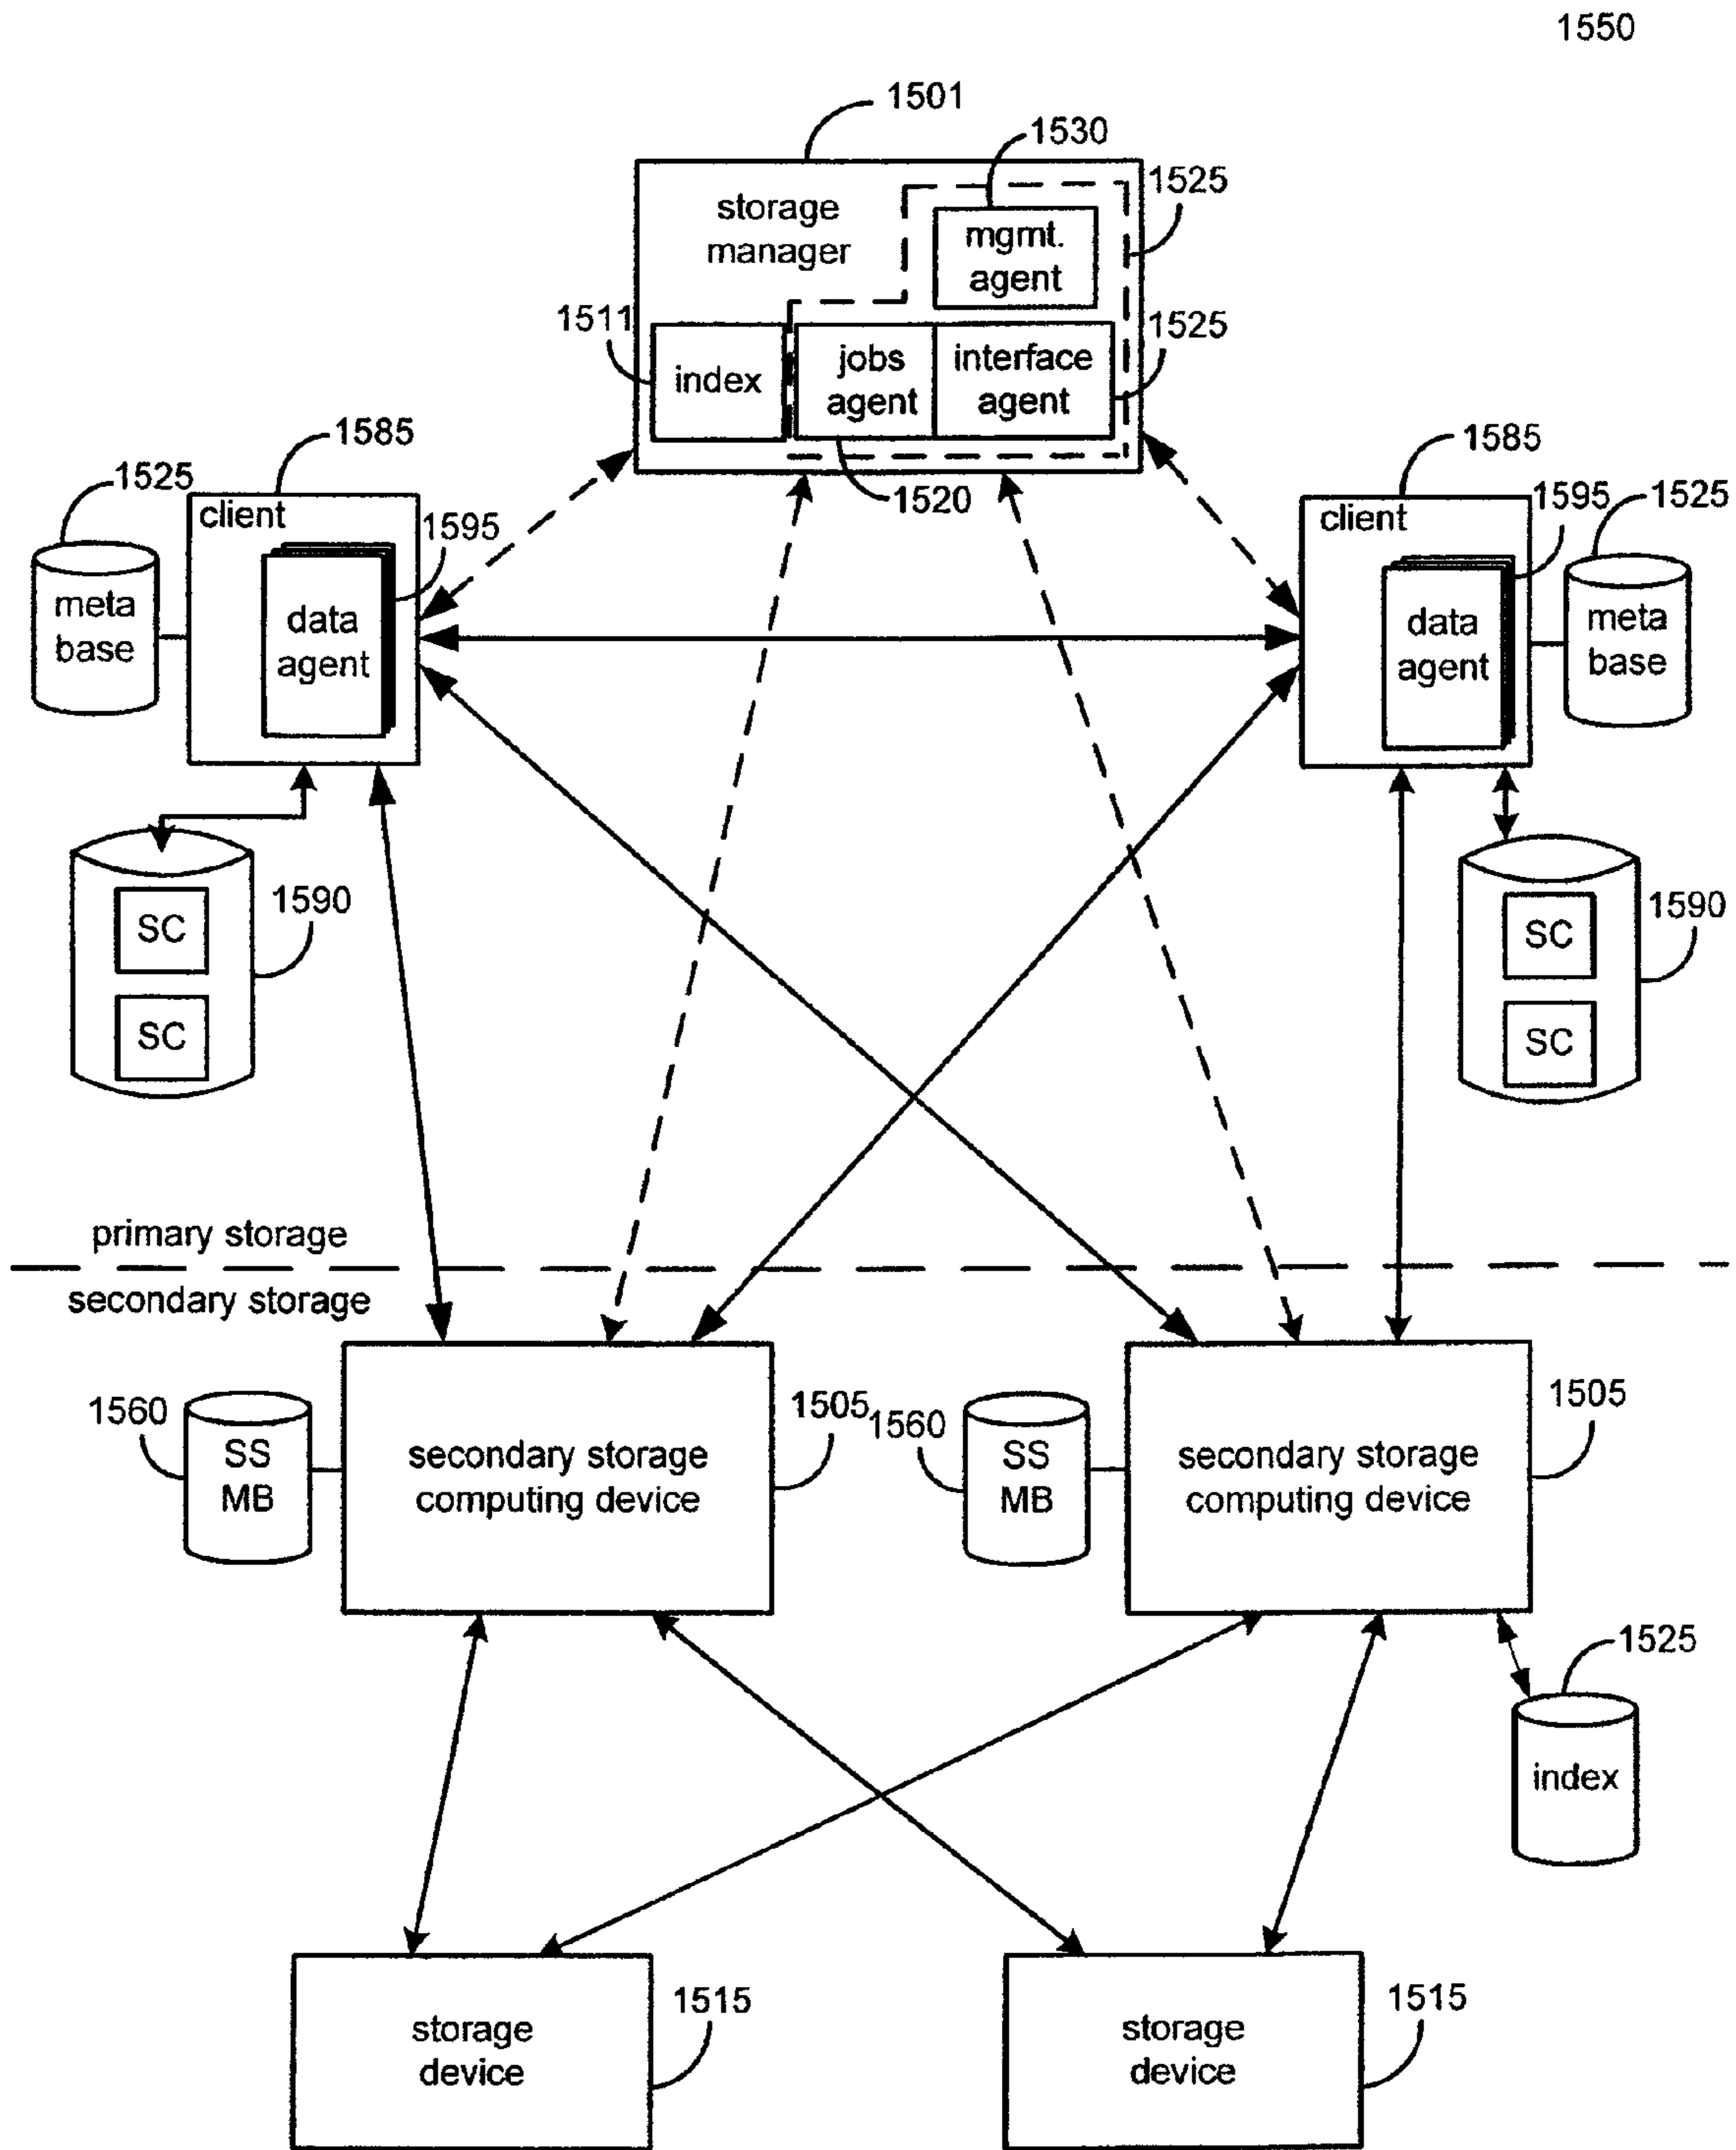 1550
1501
1530
1525
storage
manager
mgmt.
agent
1511
index
jobs
agent
interface
agent
1525
1520
1585
1525
client
1595
meta
base
data
agent
1585
1595
1525
client
data
agent
meta
base
1590
SC
SC
1590
SC
SC
primary storage
secondary storage
1560
SS
MB
secondary storage
computing device
1505
1560
SS
MB
secondary storage
computing device
1505
1525
index
storage
device
1515
storage
device
1515